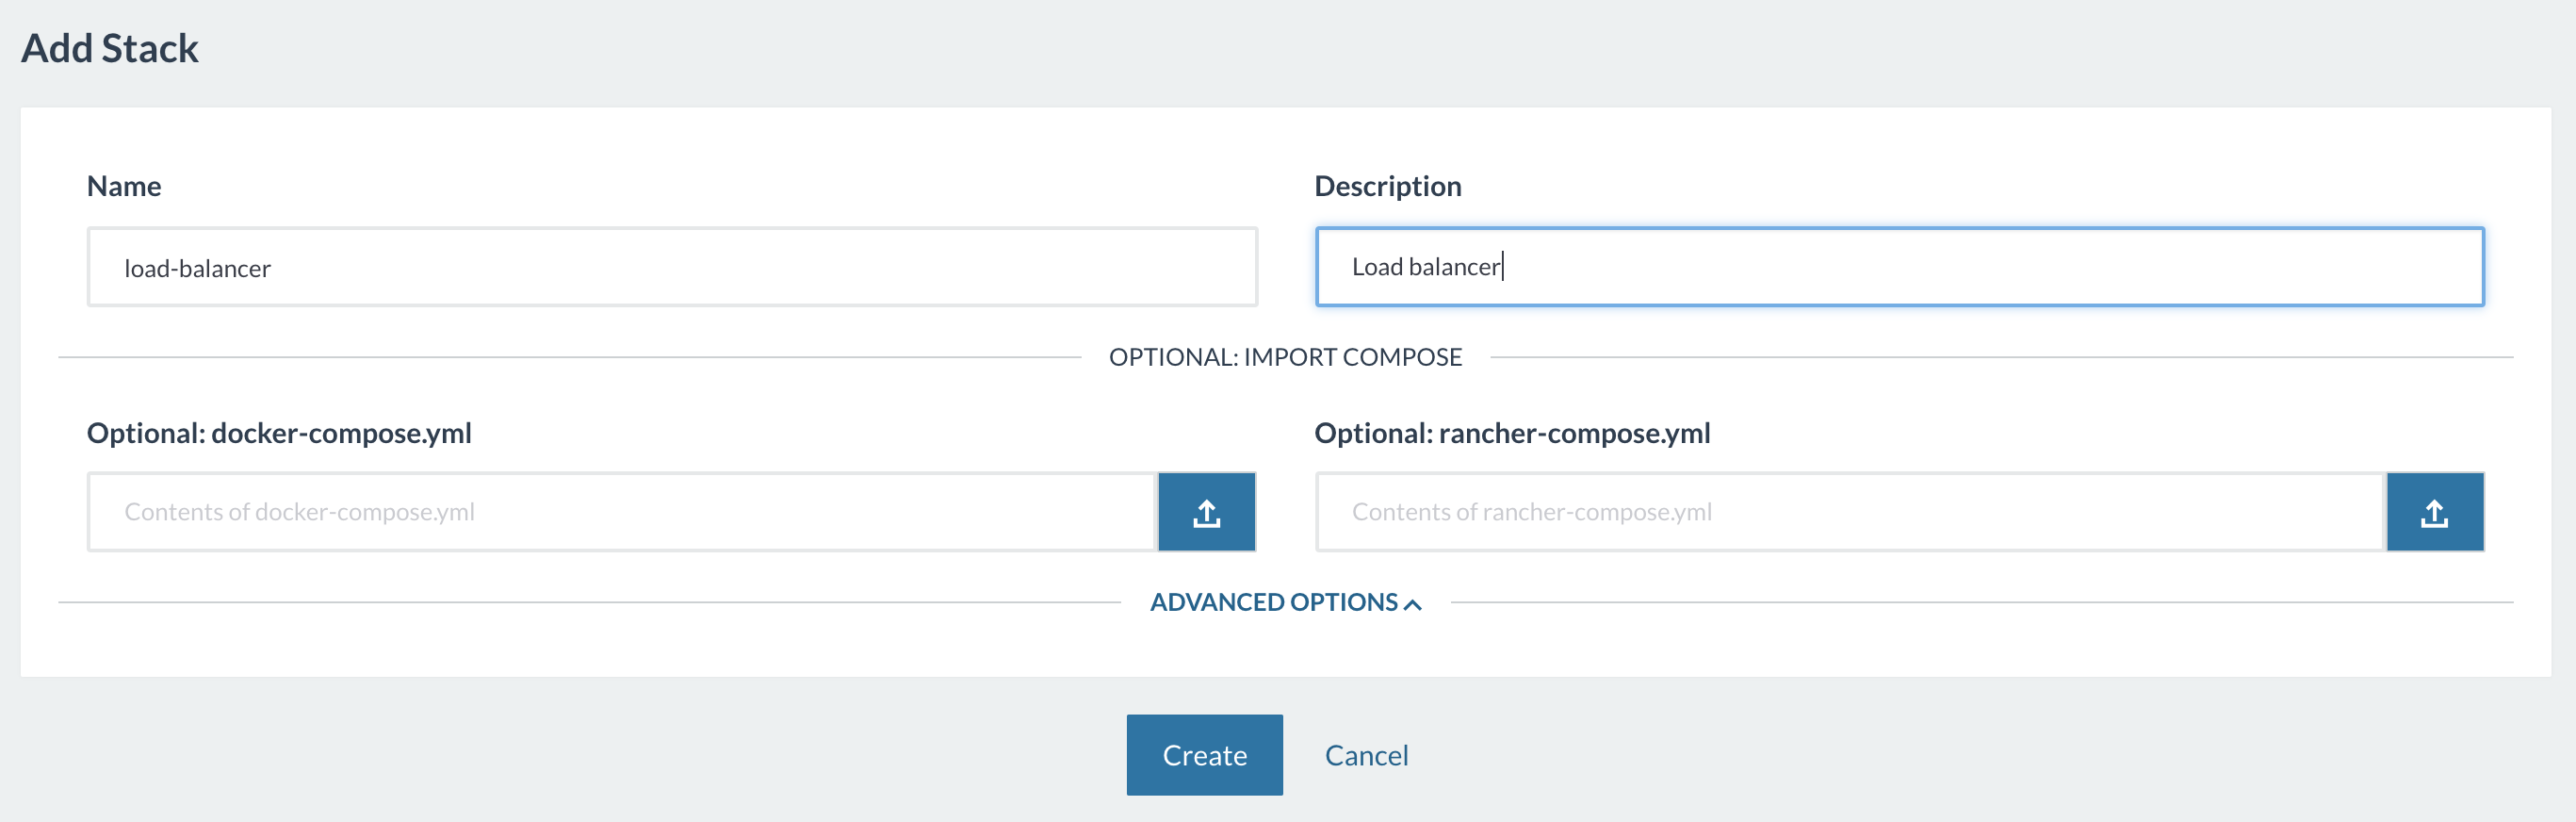 Add Stack
Name
Description
load-balancer
Load balancer
OPTIONAL: IMPORT COMPOSE
Optional: docker-compose.yml
Optional: rancher-compose.yml
Contents of docker-compose.yml
Contents of rancher-compose.yml
ADVANCED OPTIONS
Create
Cancel